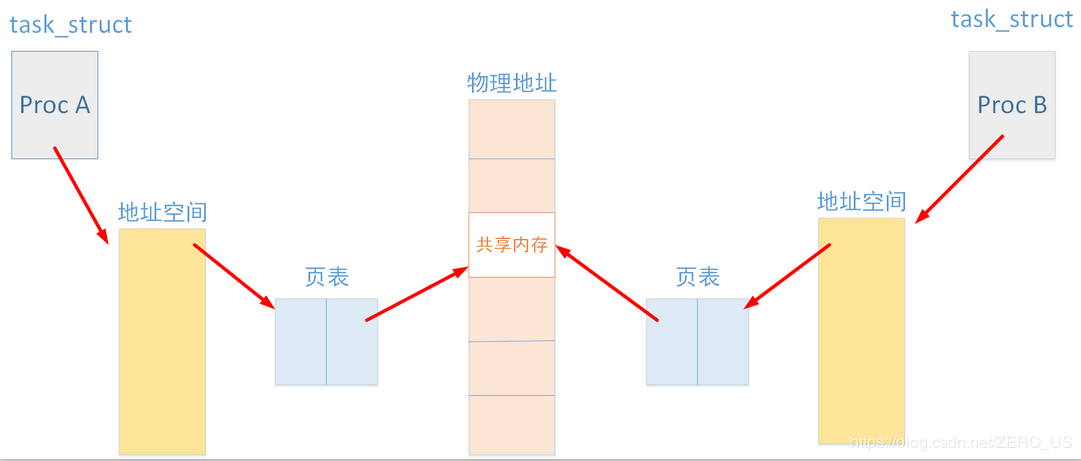 task_struct
task_struct
Proc A
物理地址
Proc B
地址空间
地址空间
共享内存
页表
页表
https://blog.csdn.net/ZERO_US